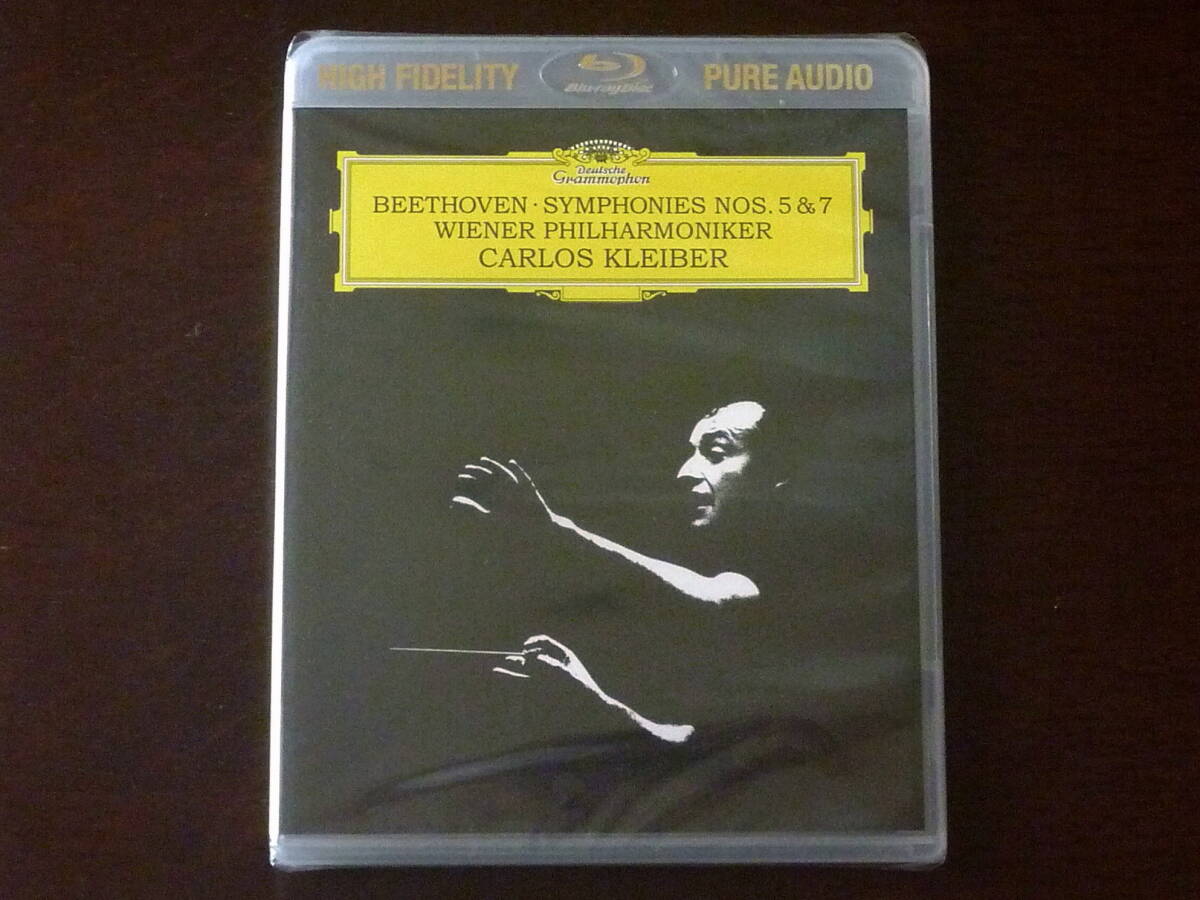 HIGH FIDELITY Blu-ray Disc PURE AUDIO
Deutsche
Grammophon
BEETHOVEN · SYMPHONIES NOS. 5 & 7
WIENER PHILHARMONIKER
CARLOS KLEIBER